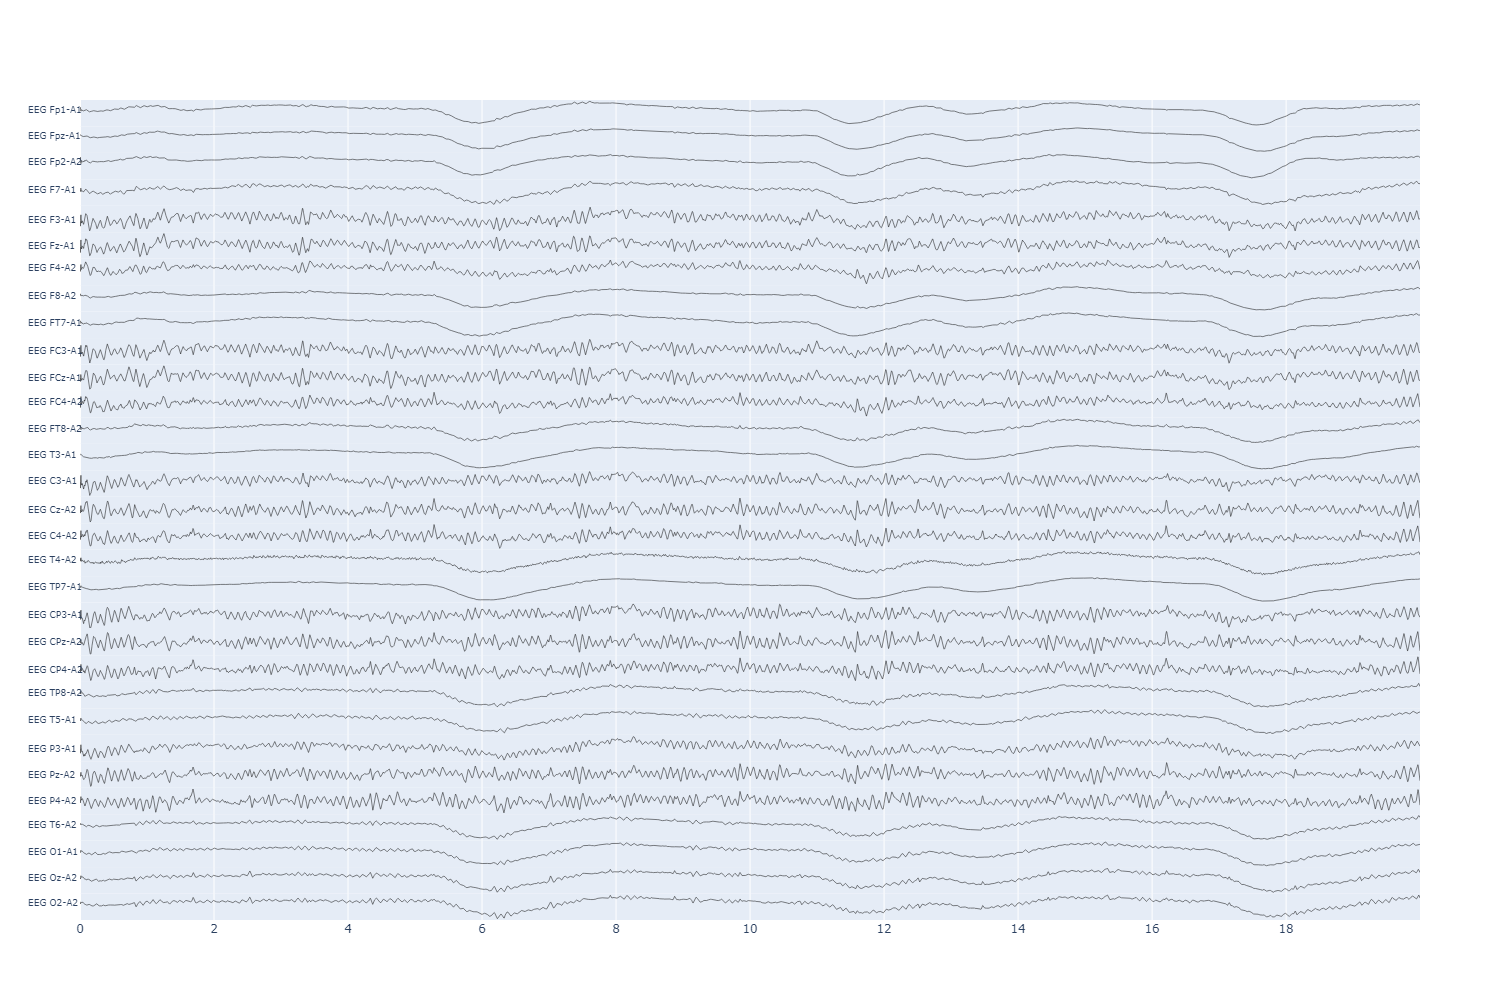 EEG Fp1-A1
EEG Fpz-A1
EEG Fp2-A2
EEG F7-A1
EEG F3-A1
EEG Fz-A1
EEG F4-A2
EEG F8-A2
EEG FT7-A1
EEG FC3-A1
EEG FCz-A1
EEG FC4-A2
EEG FT8-A2
EEG T3-A1
EEG C3-A1
EEG Cz-A2
EEG C4-A2
EEG T4-A2
EEG TP7-A1
EEG CP3-A1
EEG CPz-A2
EEG CP4-A2
EEG TP8-A2
EEG T5-A1
EEG P3-A1
EEG Pz-A2
EEG P4-A2
EEG T6-A2
EEG O1-A1
EEG Oz-A2
EEG O2-A2
0 2 4 6 8 10 12 14 16 18